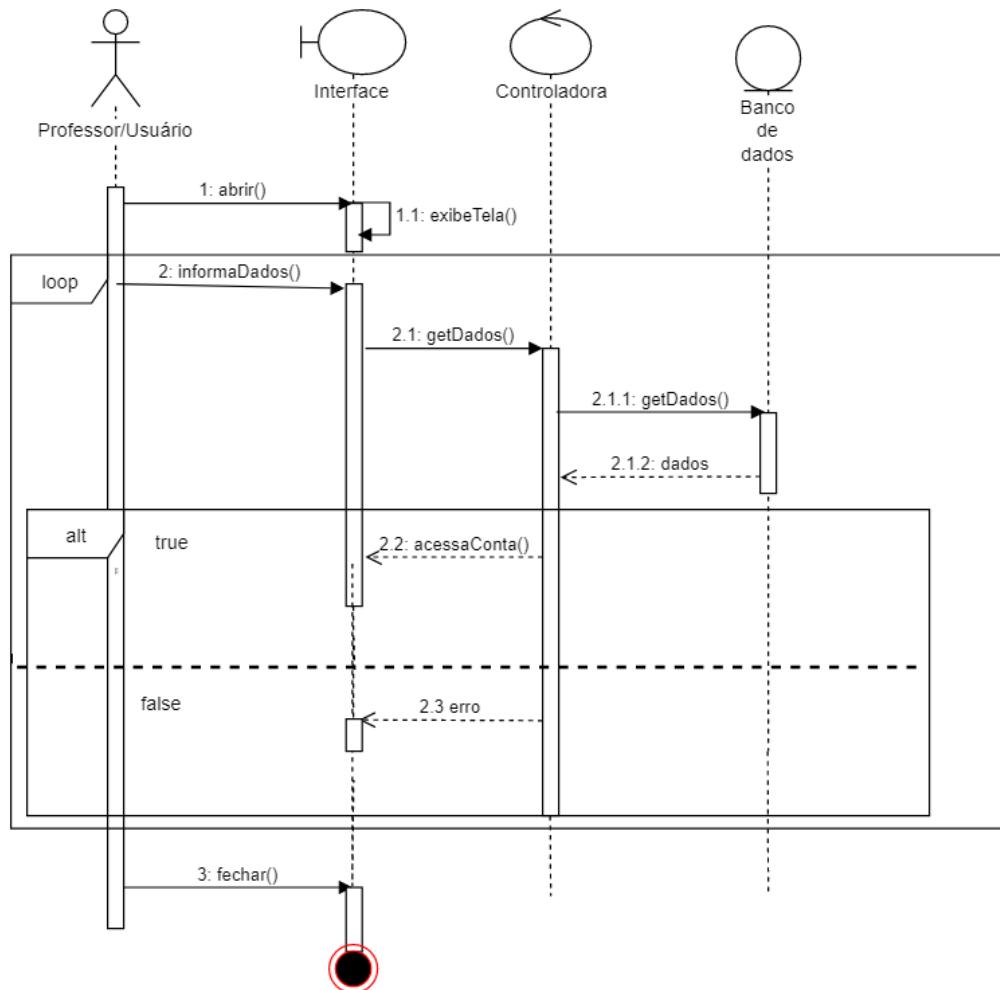 Interface
Controladora
Banco
de
dados
Professor/Usuário
1: abrir()
1.1: exibeTela()
loop
2: informaDados()
2.1: getDados()
2.1.1: getDados()
2.1.2: dados
alt
true
2.2: acessaConta()
false
2.3 erro
3: fechar()